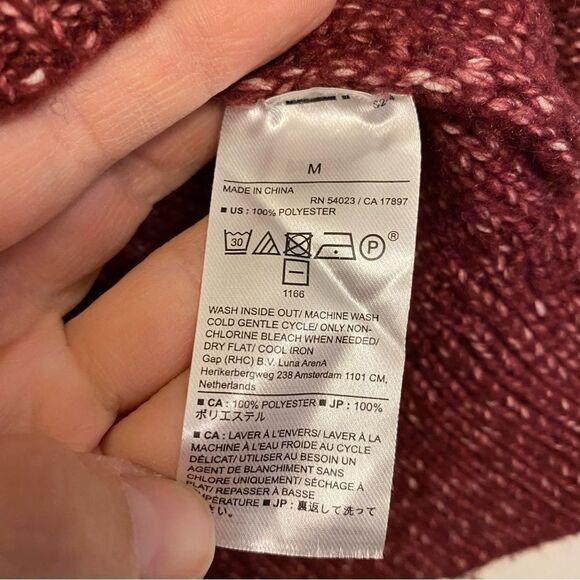 M
MADE IN CHINA
RN 54023 / CA 17897
■ US : 100% POLYESTER
30 P ®
1166
WASH INSIDE OUT/ MACHINE WASH
COLD GENTLE CYCLE/ ONLY NON-
CHLORINE BLEACH WHEN NEEDED/
DRY FLAT/ COOL IRON
Gap (RHC) B.V. Luna ArenA
Herikerbergweg 238 Amsterdam 1101 CM,
Netherlands
■ CA : 100% POLYESTER ■ JP : 100%
ポリエステル
■ CA : LAVER À L'ENVERS/ LAVER À LA
MACHINE À L'EAU FROIDE AU CYCLE
DÉLICAT/ UTILISER AU BESOIN UN
AGENT DE BLANCHIMENT SANS
CHLORE UNIQUEMENT/ SÉCHAGE À
PLAT/ REPASSER À BASSE
TEMPÉRATURE ■ JP : 裏返して洗って